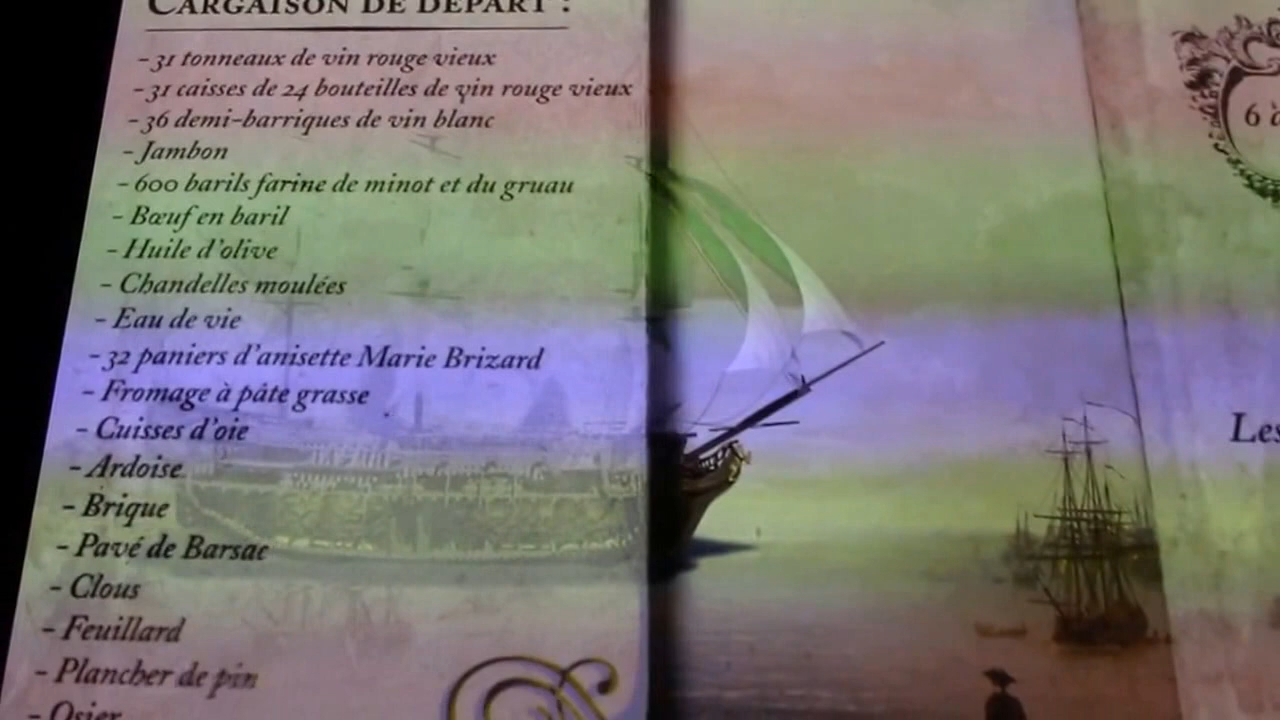 CARGAISON DE DÉPART :
- 31 tonneaux de vin rouge vieux
- 31 caisses de 24 bouteilles de vin rouge vieux
- 36 demi-barriques de vin blanc
- Jambon
- 600 barils farine de minot et du gruau
- Bœuf en baril
- Huile d'olive
- Chandelles moulées
- Eau de vie
- 32 paniers d'anisette Marie Brizard
- Fromage à pâte grasse
- Cuisses d'oie
- Ardoise
- Brique
- Pavé de Barsac
- Clous
- Feuillard
- Plancher de pin
- Osier
6
Les